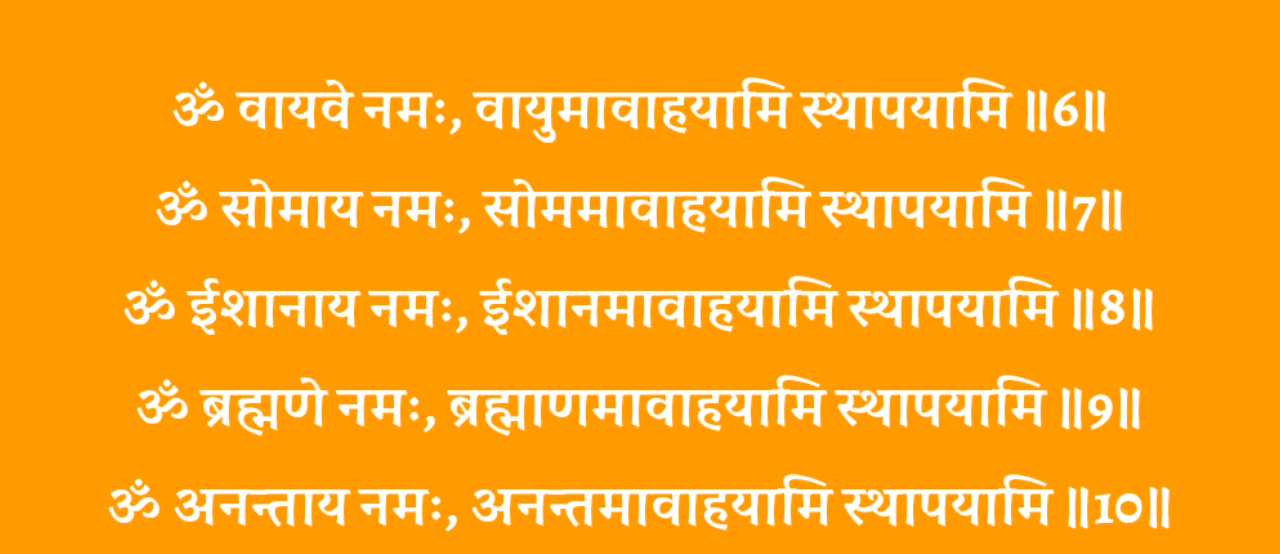 ॐ वायवे नमः, वायुमावाहयामि स्थापयामि ॥6॥
ॐ सोमाय नमः, सोममावाहयामि स्थापयामि ॥7॥
ॐ ईशानाय नमः, ईशानमावाहयामि स्थापयामि ॥8॥
ॐ ब्रह्मणे नमः, ब्रह्माणमावाहयामि स्थापयामि ॥9॥
ॐ अनन्ताय नमः, अनन्तमावाहयामि स्थापयामि ॥10॥